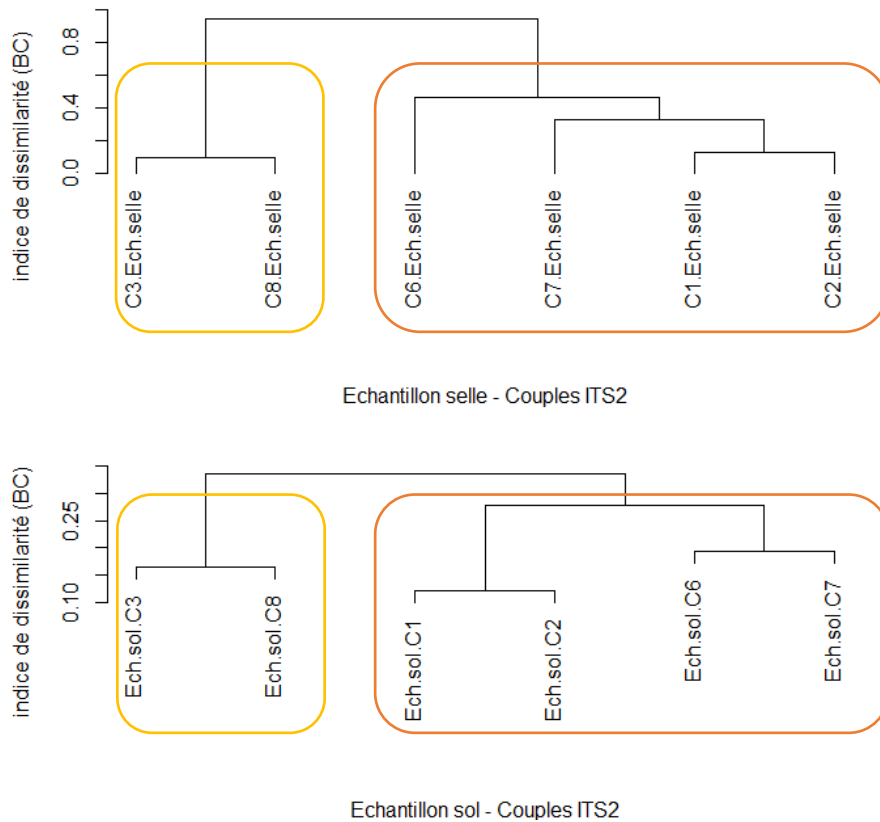 indice de dissimilarité (BC)
0.8
0.4
0.0
C3.Ech.selle
C8.Ech.selle
C6.Ech.selle
C7.Ech.selle
C1.Ech.selle
C2.Ech.selle
Echantillon selle - Couples ITS2
indice de dissimilarité (BC)
0.25
0.10
Ech.sol.C3
Ech.sol.C8
Ech.sol.C1
Ech.sol.C2
Ech.sol.C6
Ech.sol.C7
Echantillon sol - Couples ITS2